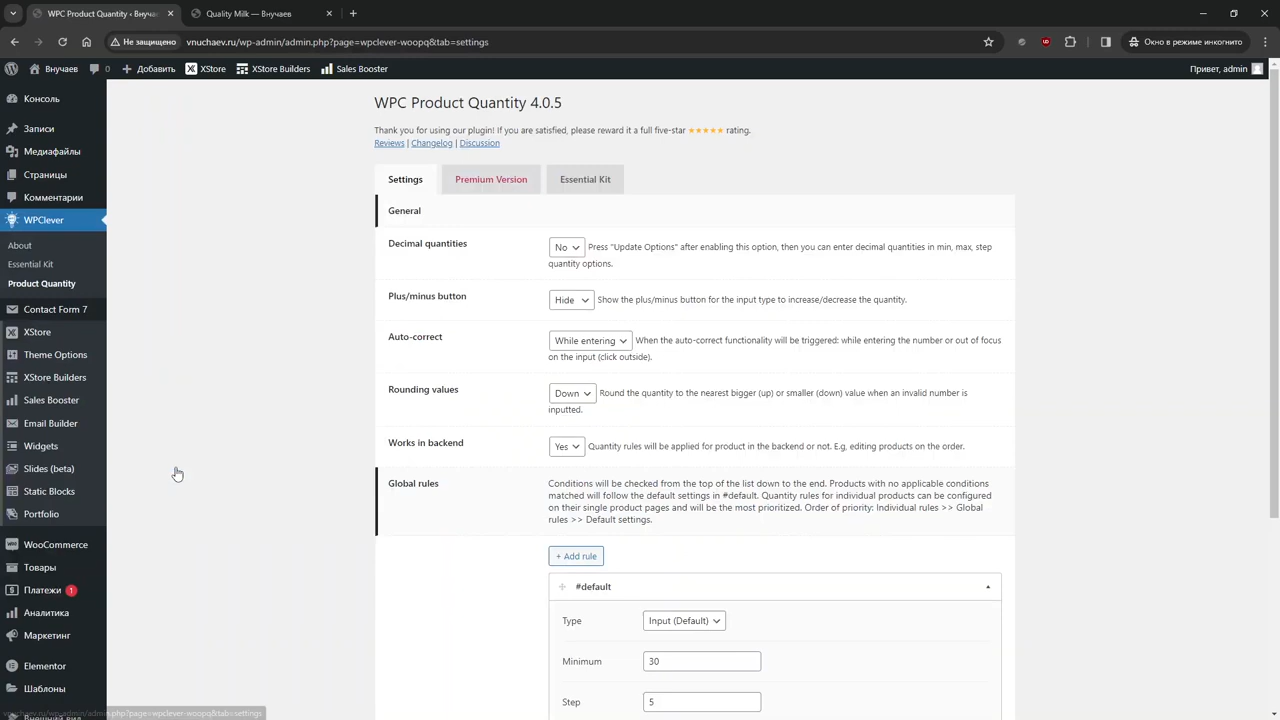 WPC Product Quantity ‹ Внучае
Quality Milk — Внучаев
Не защищено
vnuchaev.ru/wp-admin/admin.php?page=wpclever-woopq&tab=settings
Окно в режиме инкогнито
Внучаев
0
Добавить
XStore
XStore Builders
Sales Booster
Привет, admin
Консоль
Записи
Медиафайлы
Страницы
Комментарии
WPClever
About
Essential Kit
Product Quantity
Contact Form 7
XStore
Theme Options
XStore Builders
Sales Booster
Email Builder
Widgets
Slides (beta)
Static Blocks
Portfolio
WooCommerce
Товары
Платежи 1
Аналитика
Маркетинг
Elementor
Шаблоны
vnuchaev.ru/wp-admin/admin.php?page=wpclever-woopq&tab=settings
WPC Product Quantity 4.0.5
Thank you for using our plugin! If you are satisfied, please reward it a full five-star ★★★★★ rating.
Reviews | Changelog | Discussion
Settings
Premium Version
Essential Kit
General
Decimal quantities
No
Press "Update Options" after enabling this option, then you can enter decimal quantities in min, max, step
quantity options.
Plus/minus button
Hide
Show the plus/minus button for the input type to increase/decrease the quantity.
Auto-correct
While entering
When the auto-correct functionality will be triggered: while entering the number or out of focus
on the input (click outside).
Rounding values
Down
Round the quantity to the nearest bigger (up) or smaller (down) value when an invalid number is
inputted.
Works in backend
Yes
Quantity rules will be applied for product in the backend or not. E.g, editing products on the order.
Global rules
Conditions will be checked from the top of the list down to the end. Products with no applicable conditions
matched will follow the default settings in #default. Quantity rules for individual products can be configured
on their single product pages and will be the most prioritized. Order of priority: Individual rules >> Global
rules >> Default settings.
+ Add rule
#default
Type
Input (Default)
Minimum
30
Step
5